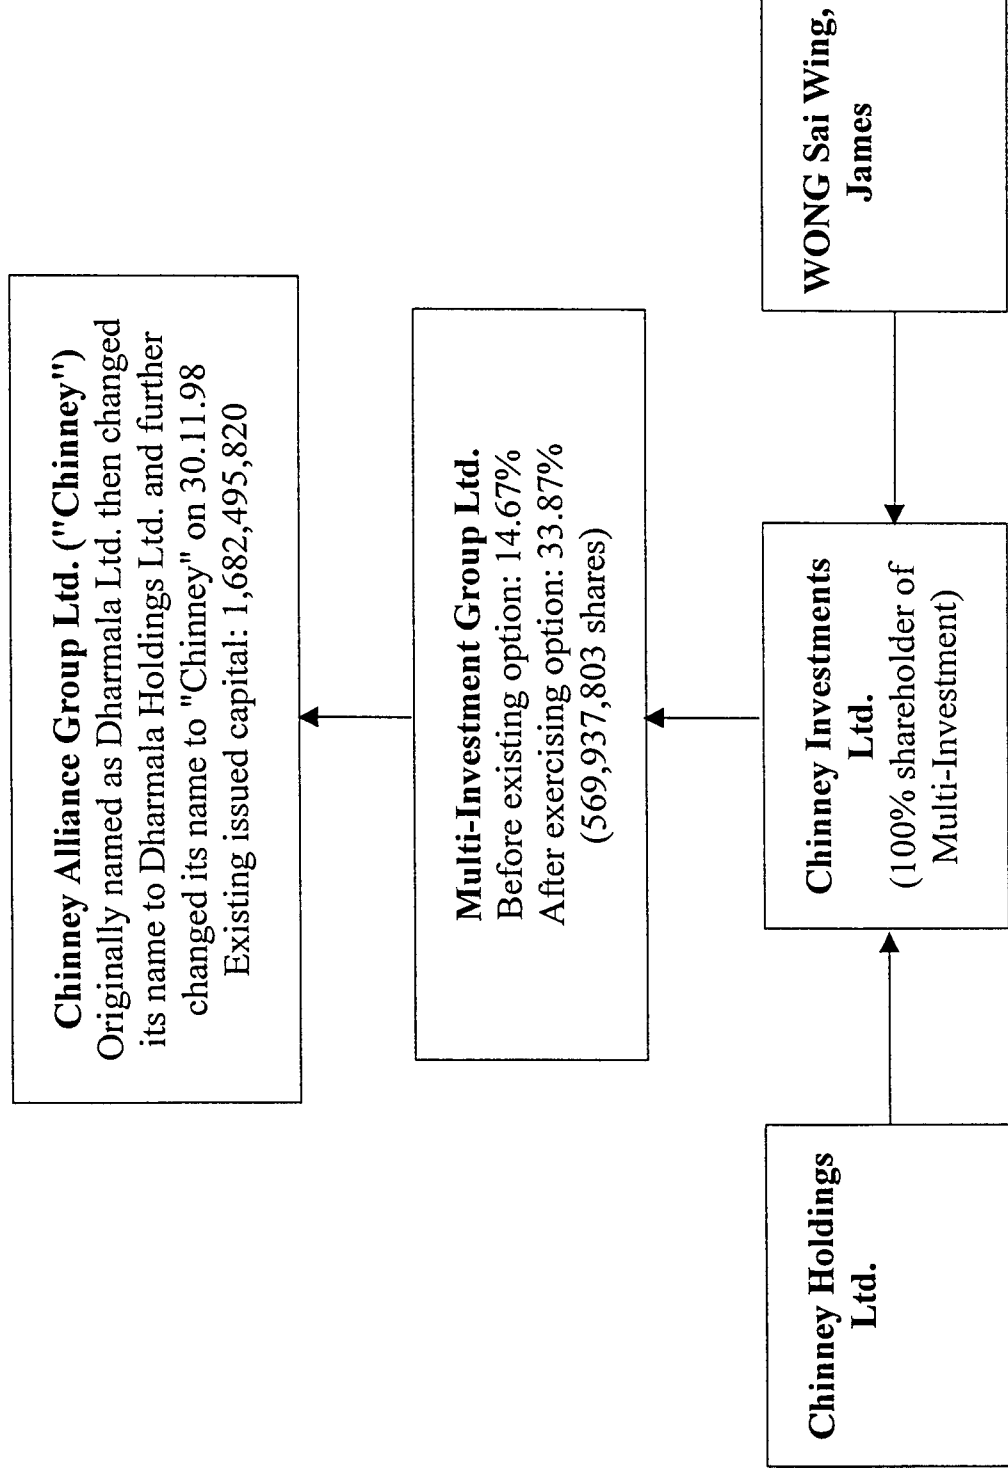 Chinney Alliance Group Ltd. ("Chinney")
Originally named as Dharmala Ltd. then changed
its name to Dharmala Holdings Ltd. and further
changed its name to "Chinney" on 30.11.98
Existing issued capital: 1,682,495,820
Multi-Investment Group Ltd.
Before existing option: 14.67%
After exercising option: 33.87%
(569,937,803 shares)
Chinney Holdings
Ltd.
Chinney Investments
Ltd.
(100% shareholder of
Multi-Investment)
WONG Sai Wing,
James